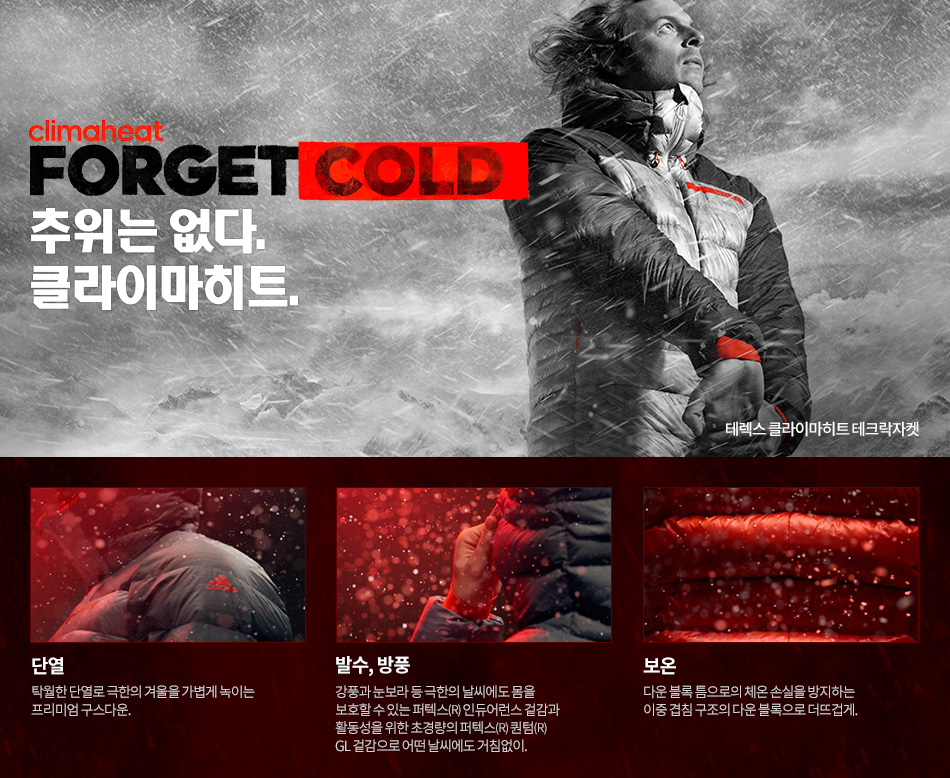 climaheat
FORGET COLD
추위는 없다.
클라이마히트.
테렉스 클라이마히트 테크락자켓
단열
탁월한 단열로 극한의 겨울을 가볍게 녹이는
프리미엄 구스다운.
발수, 방풍
강풍과 눈보라 등 극한의 날씨에도 몸을
보호할 수 있는 퍼텍스(R) 인듀어런스 겉감과
활동성을 위한 초경량의 퍼텍스(R) 퀀텀(R)
GL 겉감으로 어떤 날씨에도 거침없이.
보온
다운 블록 틈으로의 체온 손실을 방지하는
이중 겹침 구조의 다운 블록으로 더뜨겁게.